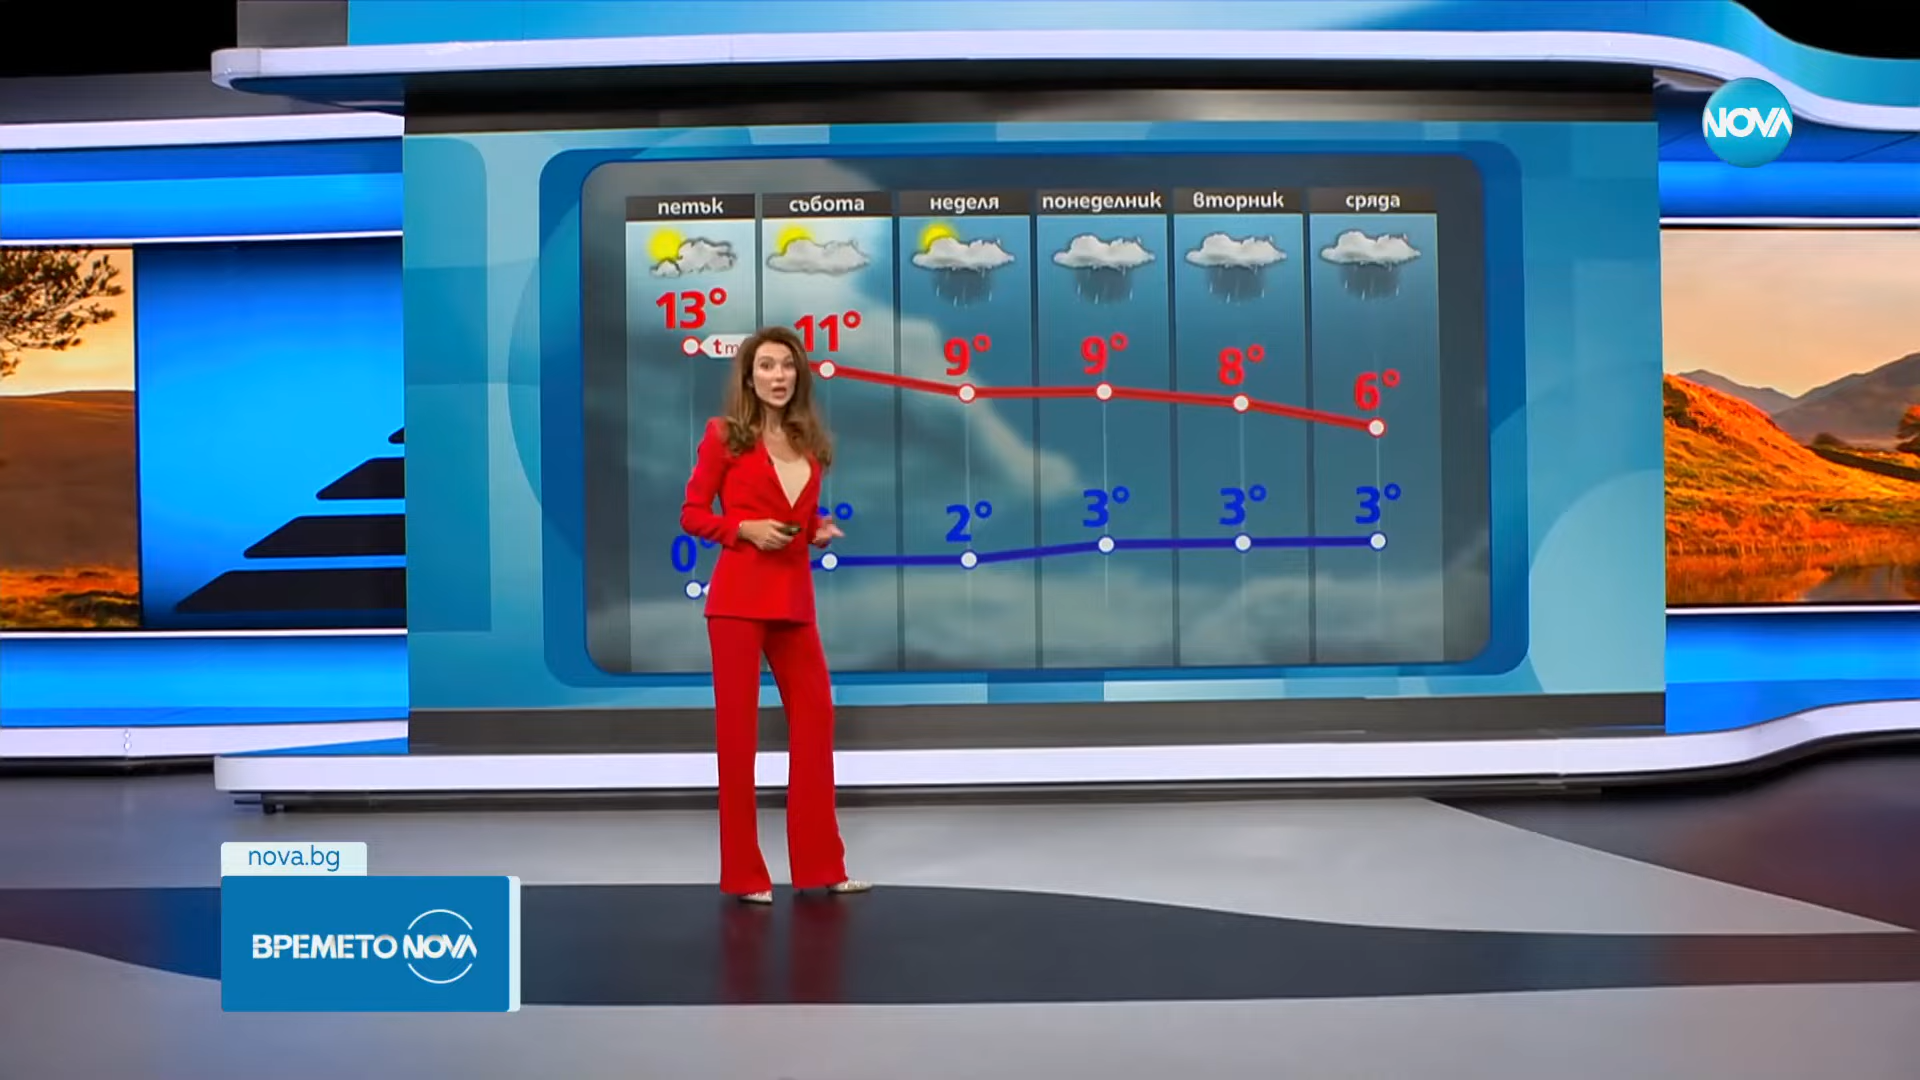 NOVA
петък събота неделя понеделник вторник сряда
13° 11° 9° 9° 8° 6°
0° 2° 3° 3° 3°
nova.bg
ВРЕМЕТО NOVA